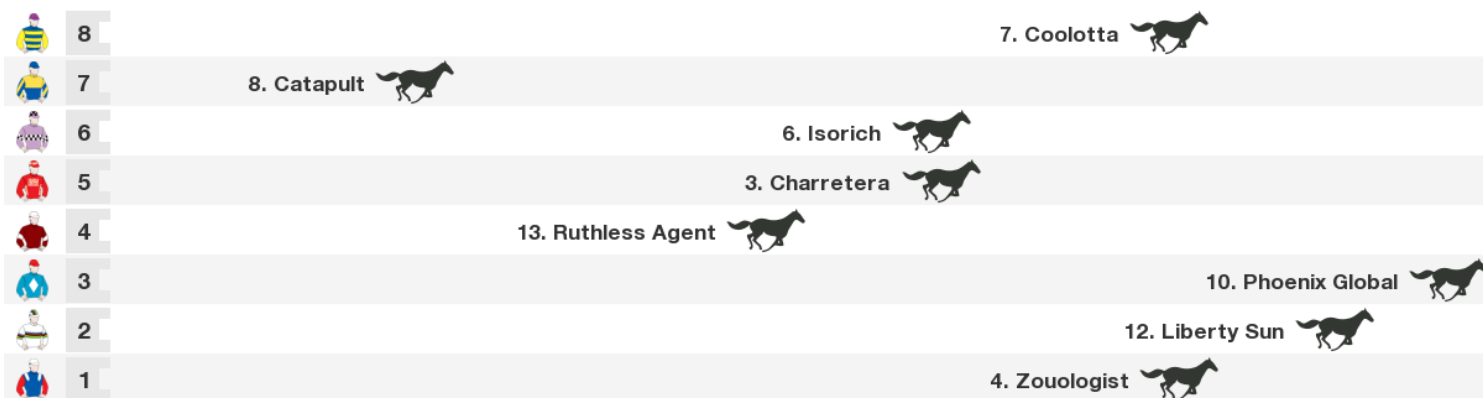 8 7. Coolotta
7 8. Catapult
6 6. Isorich
5 3. Charretera
4 13. Ruthless Agent
3 10. Phoenix Global
2 12. Liberty Sun
1 4. Zouologist